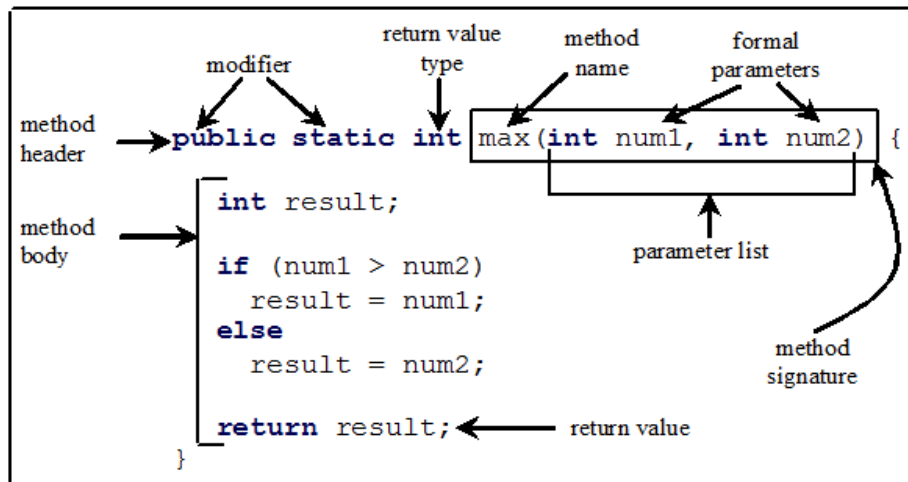 return value
type
method
name
formal
parameters
modifier
method
header
public static int max(int num1, int num2) {
int result;
method
body
parameter list
if (num1 > num2)
result = num1;
else
result = num2;
method
signature
return result;
return value
}